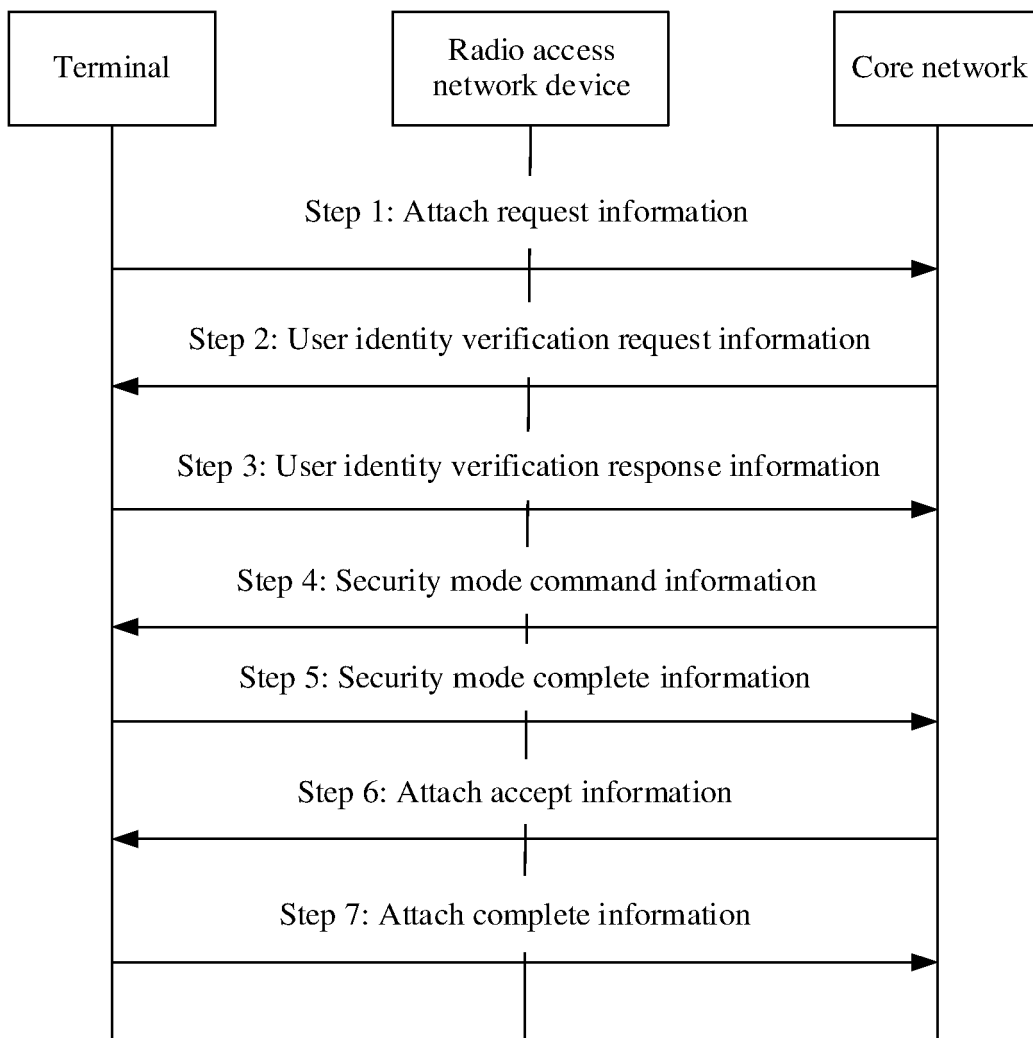 Terminal
Radio access
network device
Core network
Step 1: Attach request information
Step 2: User identity verification request information
Step 3: User identity verification response information
Step 4: Security mode command information
Step 5: Security mode complete information
Step 6: Attach accept information
Step 7: Attach complete information